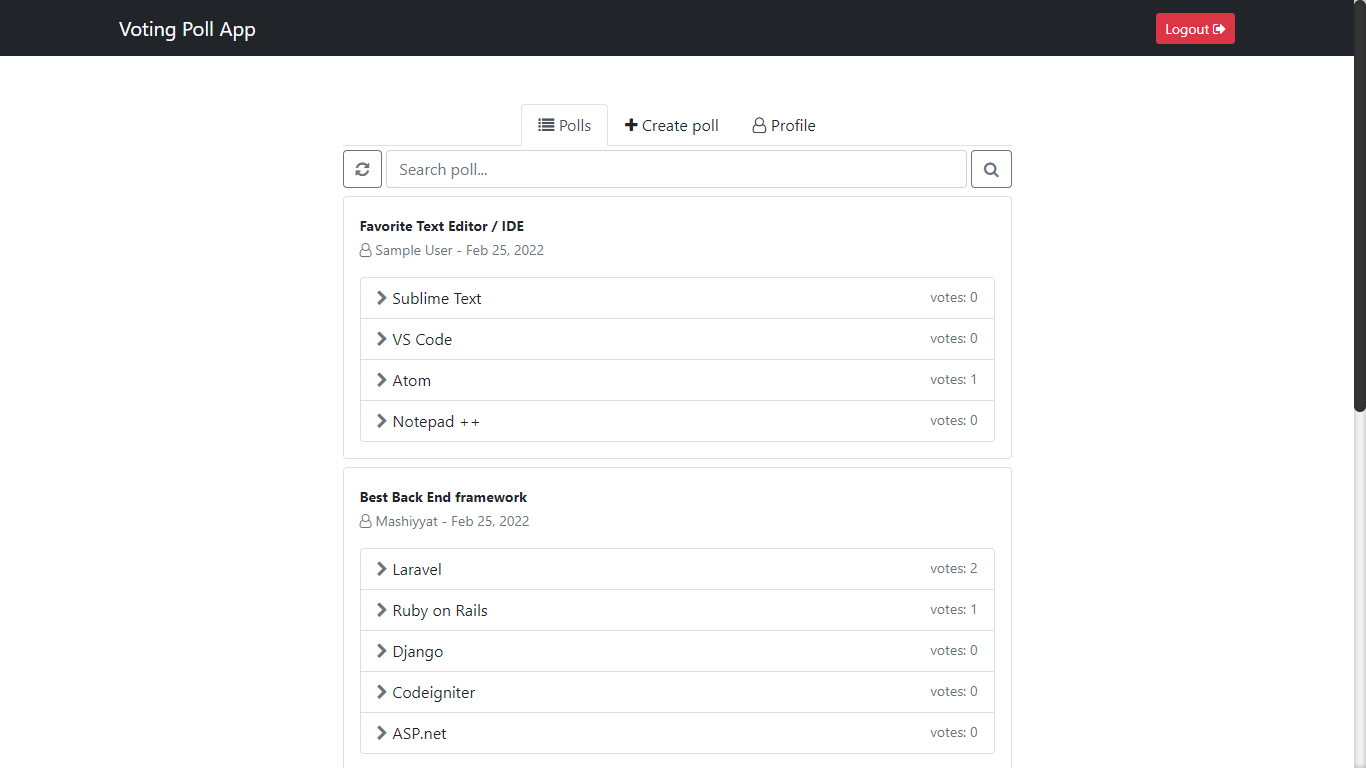 Voting Poll App Logout
Polls Create poll Profile
Search poll...
Favorite Text Editor / IDE
Sample User - Feb 25, 2022
Sublime Text votes: 0
VS Code votes: 0
Atom votes: 1
Notepad ++ votes: 0
Best Back End framework
Mashiyyat - Feb 25, 2022
Laravel votes: 2
Ruby on Rails votes: 1
Django votes: 0
Codeigniter votes: 0
ASP.net votes: 0